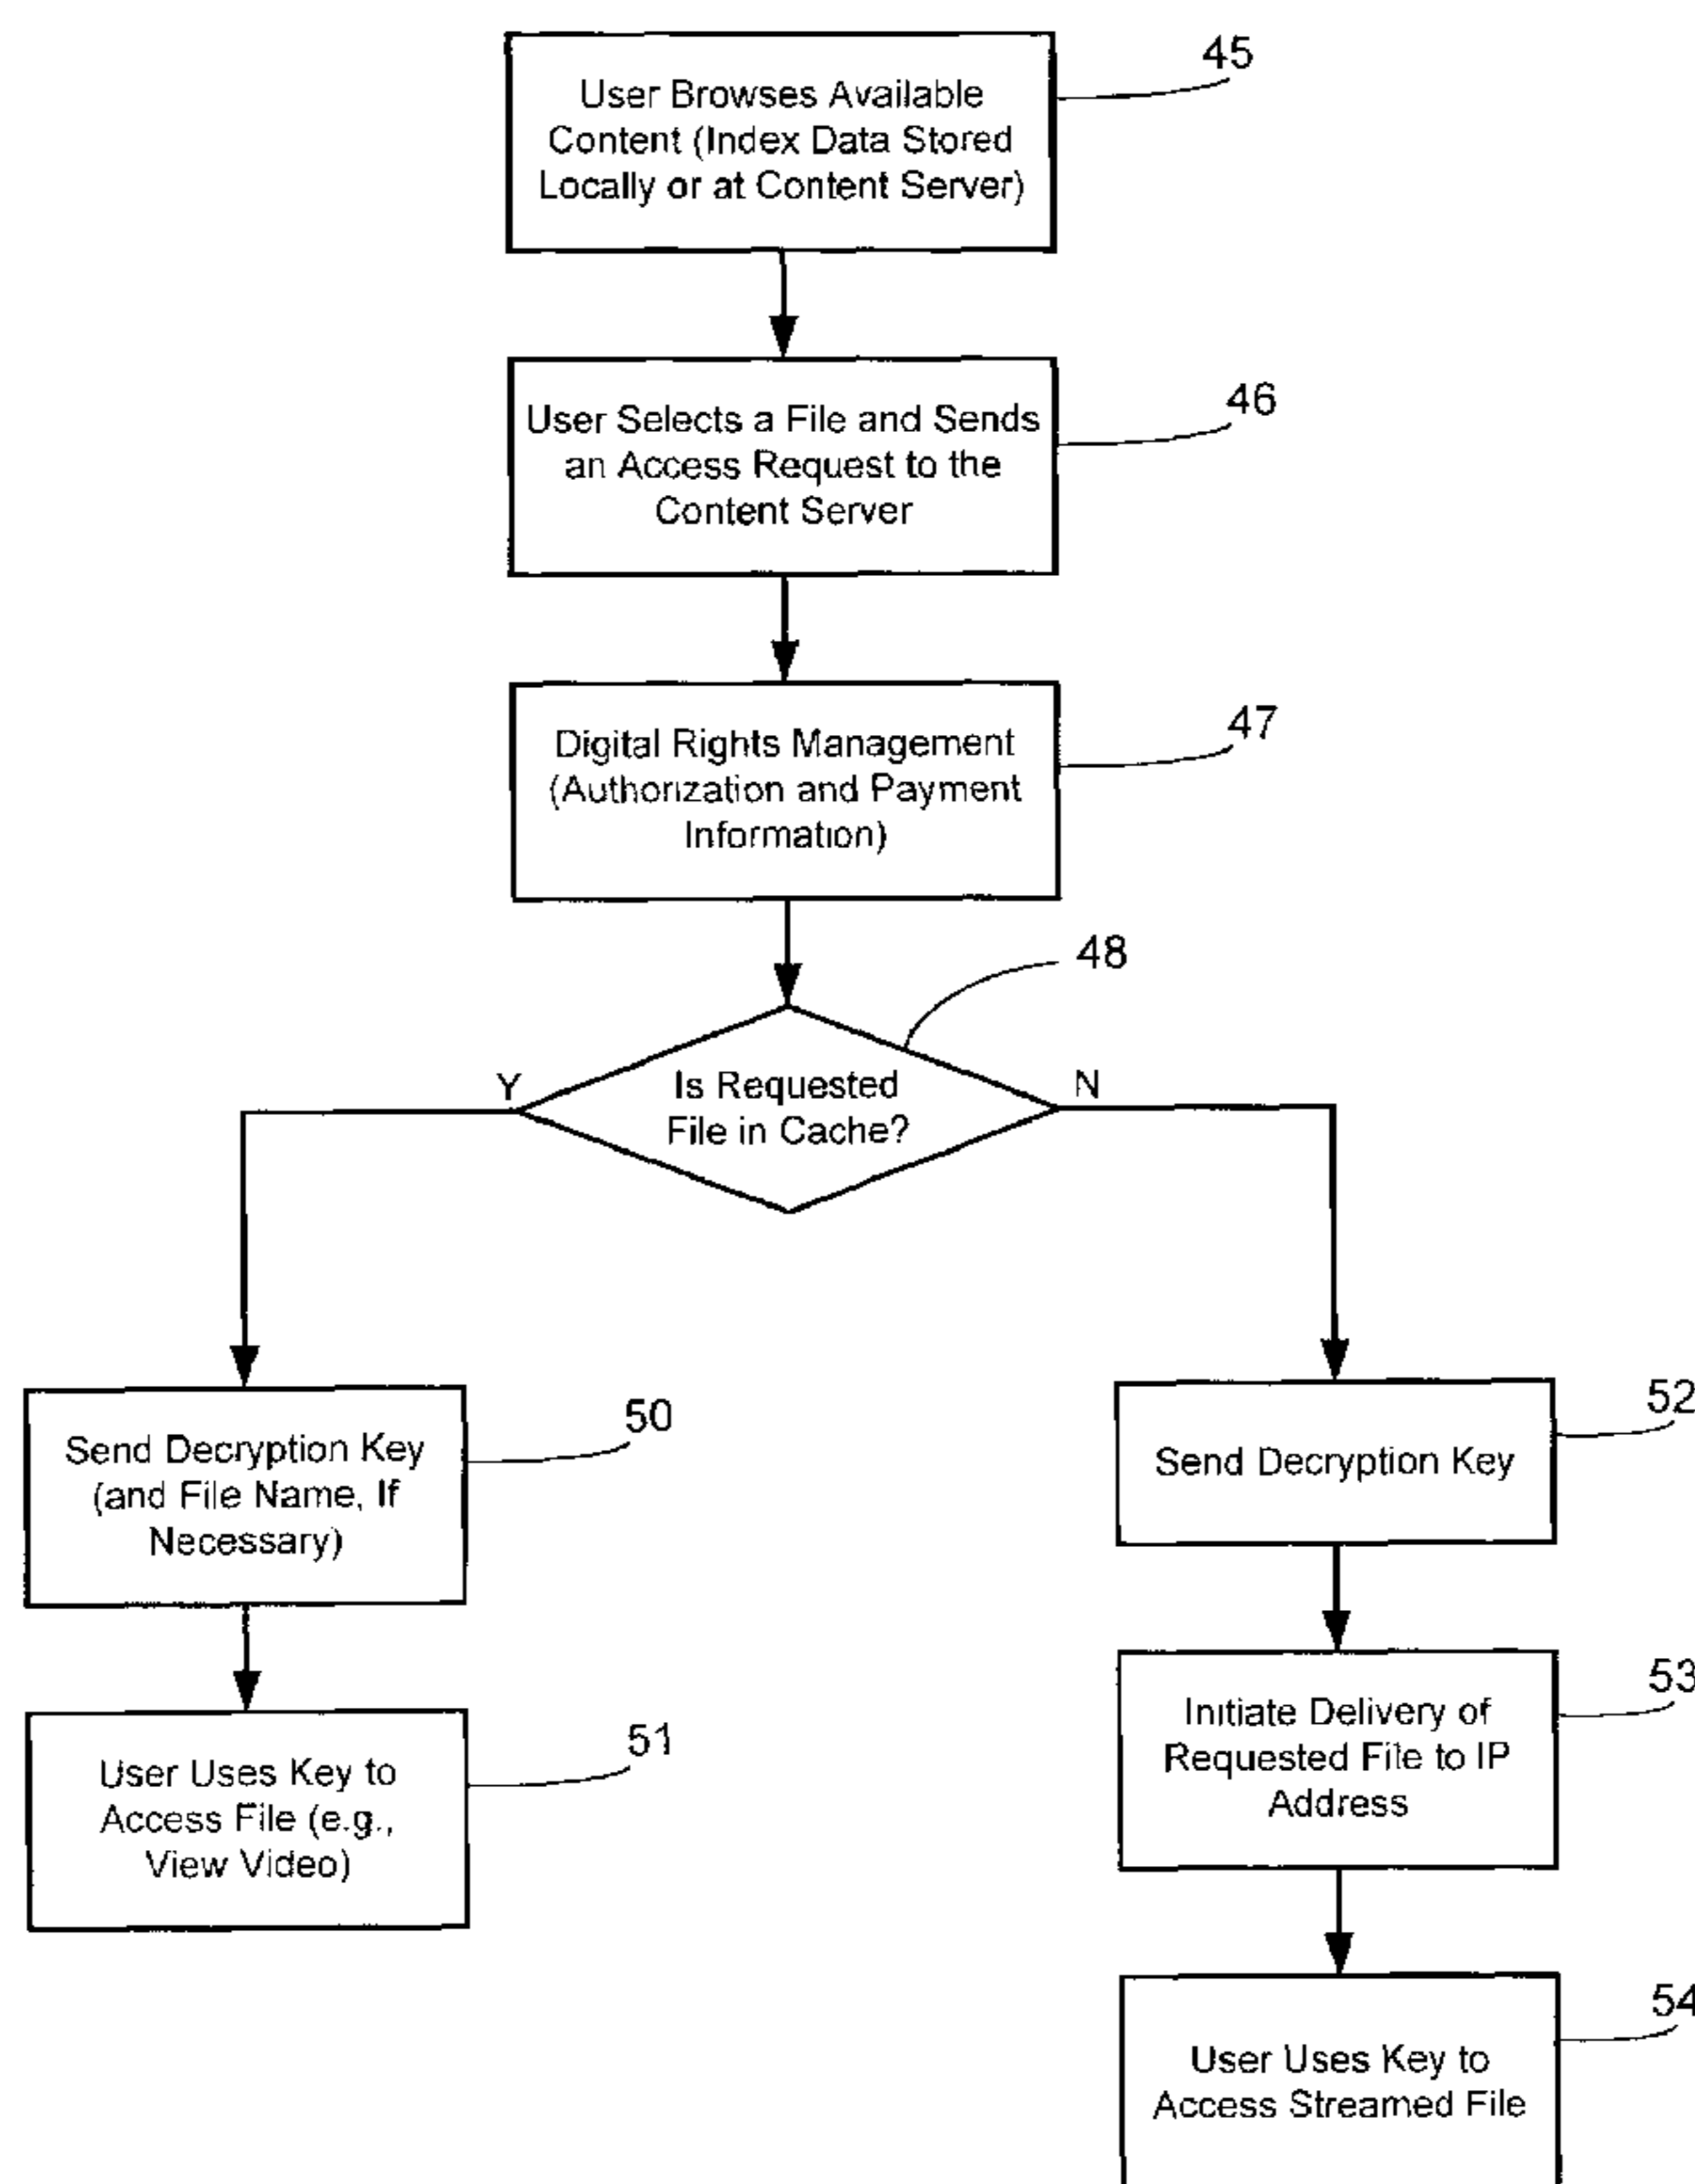 45
User Browses Available
Content (Index Data Stored
Locally or at Content Server)
46
User Selects a File and Sends
an Access Request to the
Content Server
47
Digital Rights Management
(Authorization and Payment
Information)
48
Y
Is Requested
File in Cache?
N
50
Send Decryption Key
(and File Name, If
Necessary)
51
User Uses Key to
Access File (e.g.,
View Video)
52
Send Decryption Key
53
Initiate Delivery of
Requested File to IP
Address
54
User Uses Key to
Access Streamed File